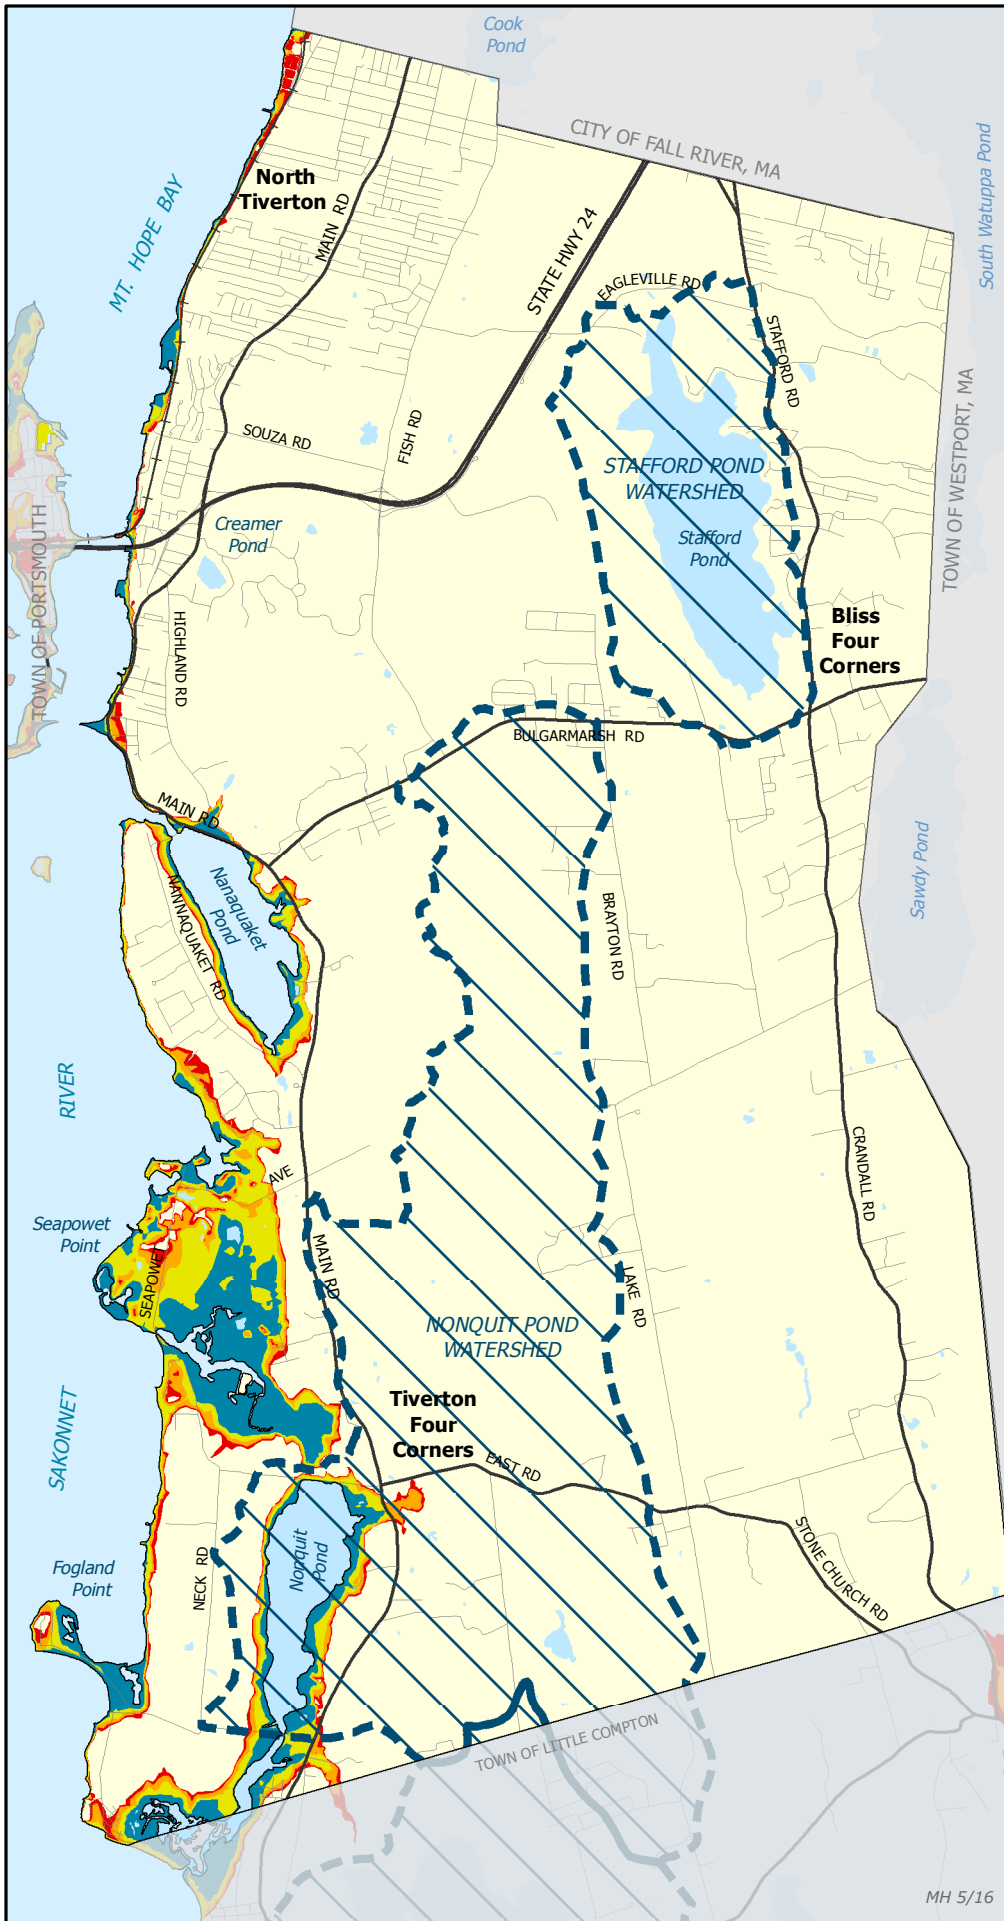 Cook
Pond
CITY OF FALL RIVER, MA
South Watuppa Pond
North
Tiverton
MAIN RD
MT. HOPE BAY
STATE HWY 24
EAGLEVILLE RD
STAFFORD RD
TOWN OF WESTPORT, MA
SOUZA RD
FISH RD
STAFFORD POND
WATERSHED
Creamer
Pond
Stafford
Pond
TOWN OF PORTSMOUTH
HIGHLAND RD
Bliss
Four
Corners
BULGARMARSH RD
MAIN RD
Nanaquaket
Pond
NANNAQUAKET RD
Sawdy Pond
BRAYTON RD
RIVER
CRANDALL RD
AVE
Seapowet
Point
SEAPOWET
MAIN RD
LAKE RD
NONQUIT POND
WATERSHED
SAKONNET
Tiverton
Four
Corners
EAST RD
STONE CHURCH RD
Nonquit
Pond
NECK RD
Fogland
Point
TOWN OF LITTLE COMPTON
MH 5/16